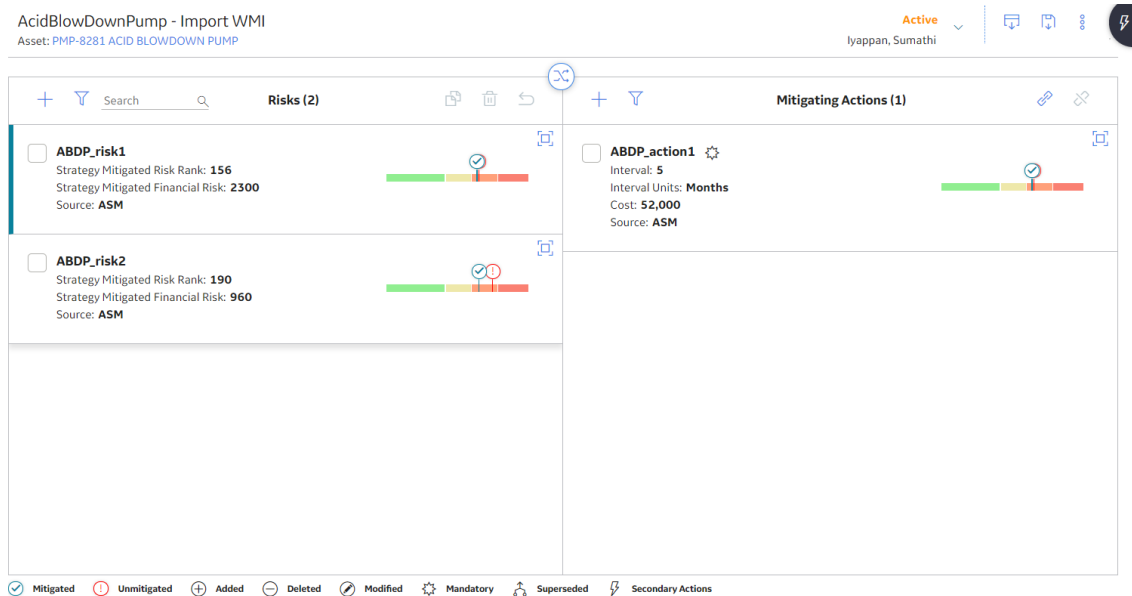 AcidBlowDownPump - Import WMI
Asset: PMP-8281 ACID BLOWDOWN PUMP
Active
Iyappan, Sumathi
Search
Risks (2)
Mitigating Actions (1)
ABDP_risk1
Strategy Mitigated Risk Rank: 156
Strategy Mitigated Financial Risk: 2300
Source: ASM
ABDP_risk2
Strategy Mitigated Risk Rank: 190
Strategy Mitigated Financial Risk: 960
Source: ASM
ABDP_action1
Interval: 5
Interval Units: Months
Cost: 52,000
Source: ASM
Mitigated
Unmitigated
Added
Deleted
Modified
Mandatory
Superseded
Secondary Actions